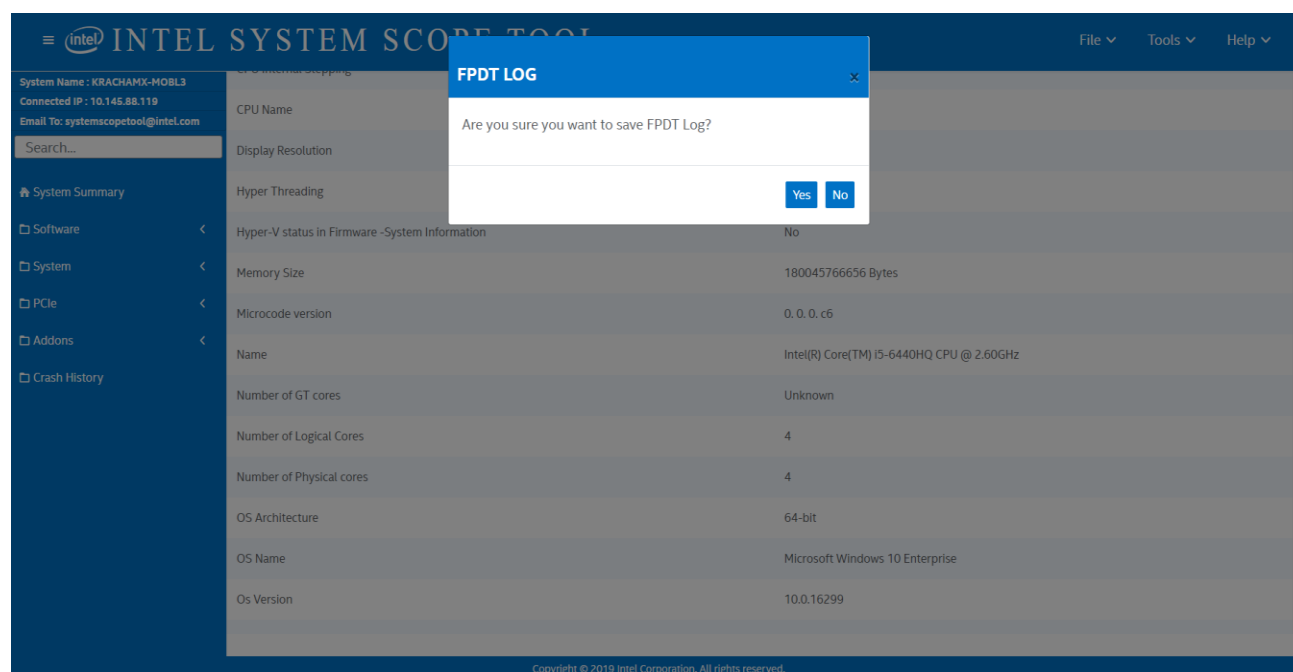 intel INTEL SYSTEM SCOPE TOOL
File Tools Help
System Name : KRACHAMX-MOBL3
Connected IP : 10.145.88.119
Email To: systemscopetool@intel.com
Search...
System Summary
Software
System
PCIe
Addons
Crash History
FPDT LOG
x
Are you sure you want to save FPDT Log?
Yes No
CPU Internal Stepping
CPU Name
Display Resolution
Hyper Threading
Hyper-V status in Firmware -System Information No
Memory Size 180045766656 Bytes
Microcode version 0. 0. 0. c6
Name Intel(R) Core(TM) i5-6440HQ CPU @ 2.60GHz
Number of GT cores Unknown
Number of Logical Cores 4
Number of Physical cores 4
OS Architecture 64-bit
OS Name Microsoft Windows 10 Enterprise
Os Version 10.0.16299
Copyright © 2019 Intel Corporation. All rights reserved.